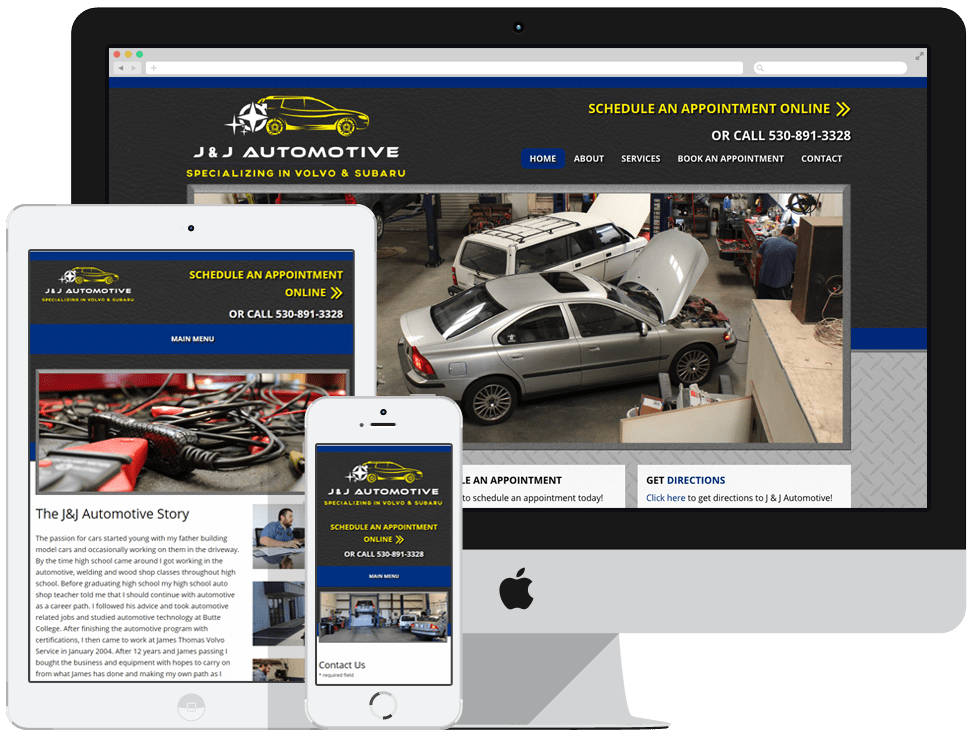 J&J AUTOMOTIVE
SPECIALIZING IN VOLVO & SUBARU
SCHEDULE AN APPOINTMENT ONLINE
OR CALL 530-891-3328
HOME ABOUT SERVICES BOOK AN APPOINTMENT CONTACT
LE AN APPOINTMENT
to schedule an appointment today!
GET DIRECTIONS
Click here to get directions to J & J Automotive!
J&J AUTOMOTIVE
SPECIALIZING IN VOLVO & SUBARU
SCHEDULE AN APPOINTMENT
ONLINE
OR CALL 530-891-3328
MAIN MENU
The J&J Automotive Story
The passion for cars started young with my father building
model cars and occasionally working on them in the driveway.
By the time high school came around I got working in the
automotive, welding and wood shop classes throughout high
school. Before graduating high school my high school auto
shop teacher told me that I should continue with automotive
as a career path. I followed his advice and took automotive
related jobs and studied automotive technology at Butte
College. After finishing the automotive program with
certifications, I then came to work at James Thomas Volvo
Service in January 2004. After 12 years and James passing I
bought the business and equipment with hopes to carry on
from what James has done and making my own path as I
J&J AUTOMOTIVE
SPECIALIZING IN VOLVO & SUBARU
SCHEDULE AN APPOINTMENT
ONLINE
OR CALL 530-891-3328
MAIN MENU
Contact Us
* required field